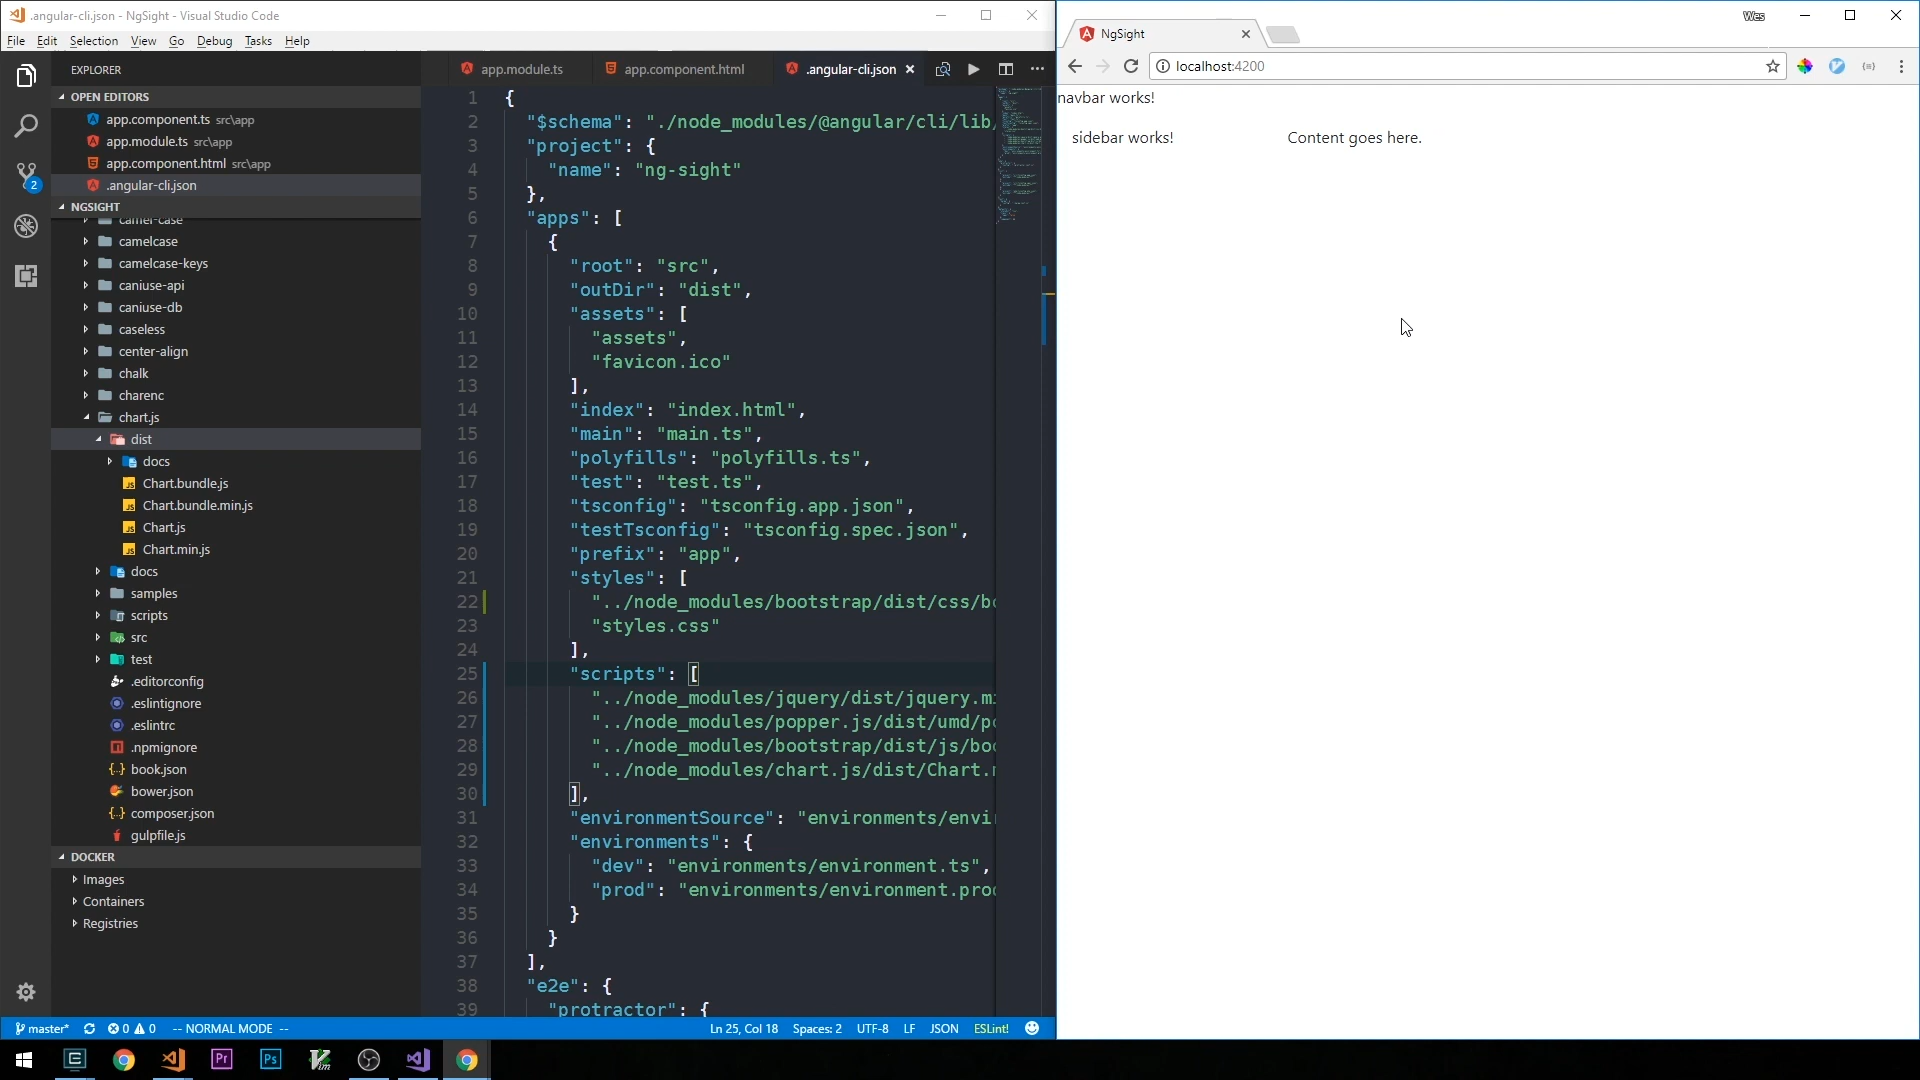 .angular-cli.json - NgSight - Visual Studio Code
File Edit Selection View Go Debug Tasks Help
EXPLORER
OPEN EDITORS
app.component.ts src\app
app.module.ts src\app
app.component.html src\app
.angular-cli.json
NGSIGHT
camel-case
camelcase
camelcase-keys
caniuse-api
caniuse-db
caseless
center-align
chalk
charenc
chart.js
dist
docs
Chart.bundle.js
Chart.bundle.min.js
Chart.js
Chart.min.js
docs
samples
scripts
src
test
.editorconfig
.eslintignore
.eslintrc
.npmignore
book.json
bower.json
composer.json
gulpfile.js
DOCKER
Images
Containers
Registries
app.module.ts app.component.html .angular-cli.json
1 {
2 "$schema": "./node_modules/@angular/cli/lib/
3 "project": {
4 "name": "ng-sight"
5 },
6 "apps": [
7 {
8 "root": "src",
9 "outDir": "dist",
10 "assets": [
11 "assets",
12 "favicon.ico"
13 ],
14 "index": "index.html",
15 "main": "main.ts",
16 "polyfills": "polyfills.ts",
17 "test": "test.ts",
18 "tsconfig": "tsconfig.app.json",
19 "testTsconfig": "tsconfig.spec.json",
20 "prefix": "app",
21 "styles": [
22 "../node_modules/bootstrap/dist/css/bo
23 "styles.css"
24 ],
25 "scripts": [
26 "../node_modules/jquery/dist/jquery.mi
27 "../node_modules/popper.js/dist/umd/po
28 "../node_modules/bootstrap/dist/js/boo
29 "../node_modules/chart.js/dist/Chart.m
30 ],
31 "environmentSource": "environments/envir
32 "environments": {
33 "dev": "environments/environment.ts",
34 "prod": "environments/environment.prod
35 }
36 }
37 ],
38 "e2e": {
39 "protractor": {
2
master* 0 0 -- NORMAL MODE -- Ln 25, Col 18 Spaces: 2 UTF-8 LF JSON ESLint!
Wes
NgSight
localhost:4200
navbar works!
sidebar works! Content goes here.
Pr Ps Vim